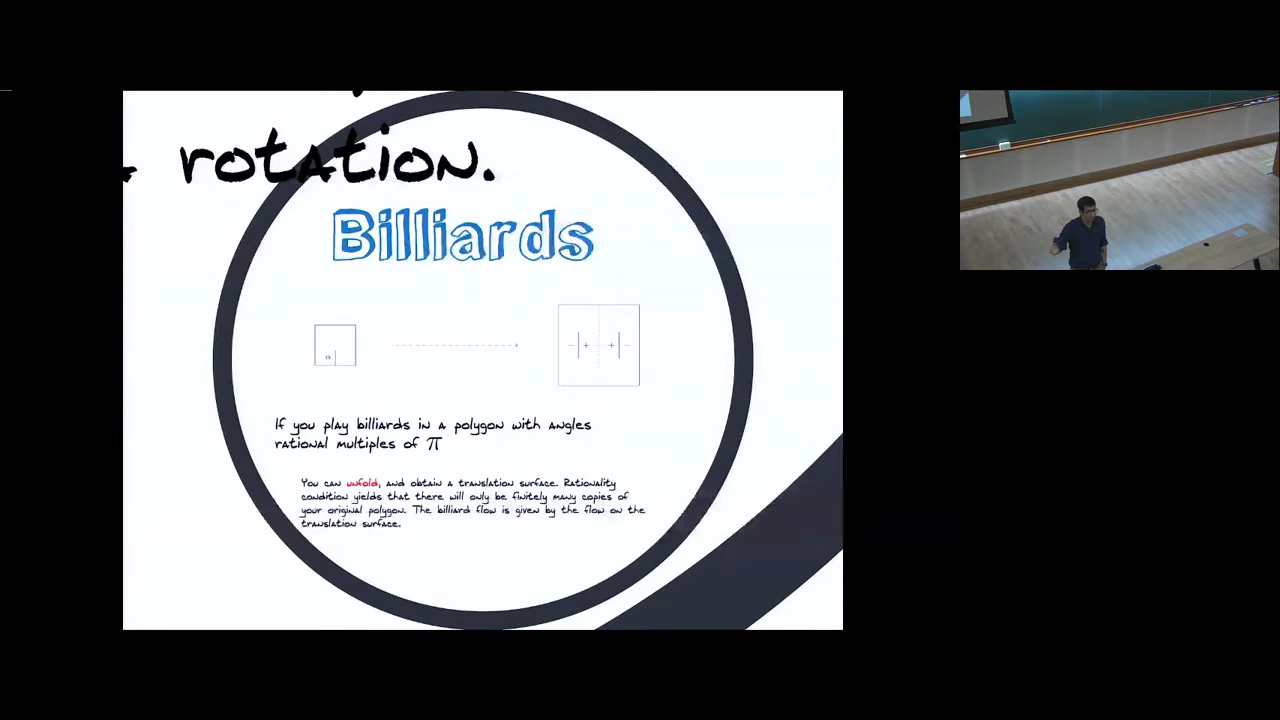 rotation.
Billiards
α
− + + −
If you play billiards in a polygon with angles
rational multiples of π
You can unfold, and obtain a translation surface. Rationality
condition yields that there will only be finitely many copies of
your original polygon. The billiard flow is given by the flow on the
translation surface.